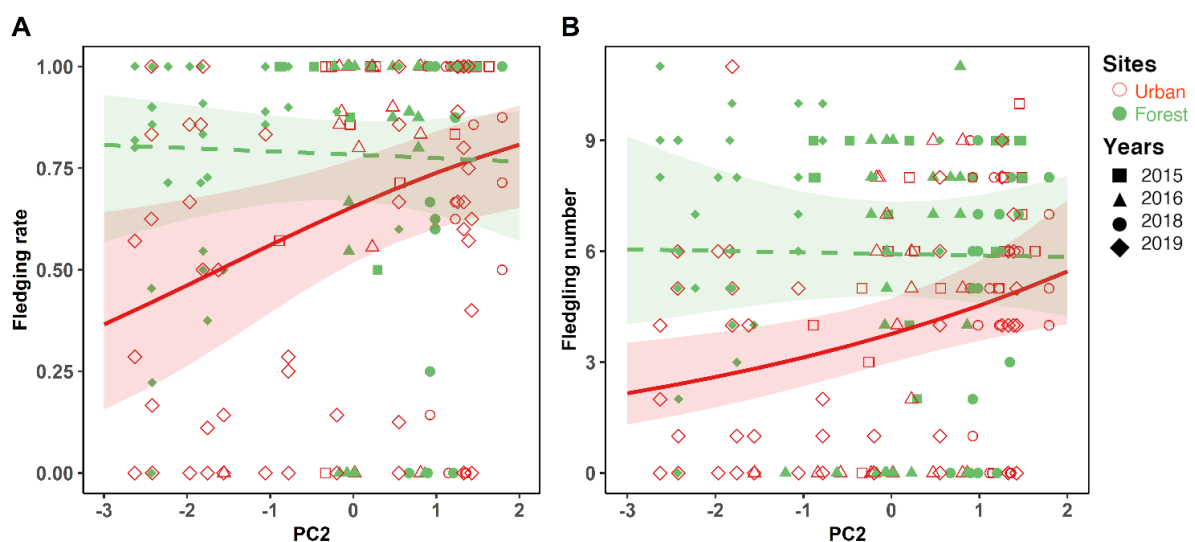 A
B
Fledging rate
1.00
0.75
0.50
0.25
0.00
-3 -2 -1 0 1 2
PC2
Fledgling number
9
6
3
0
-3 -2 -1 0 1 2
PC2
Sites
Urban
Forest
Years
2015
2016
2018
2019